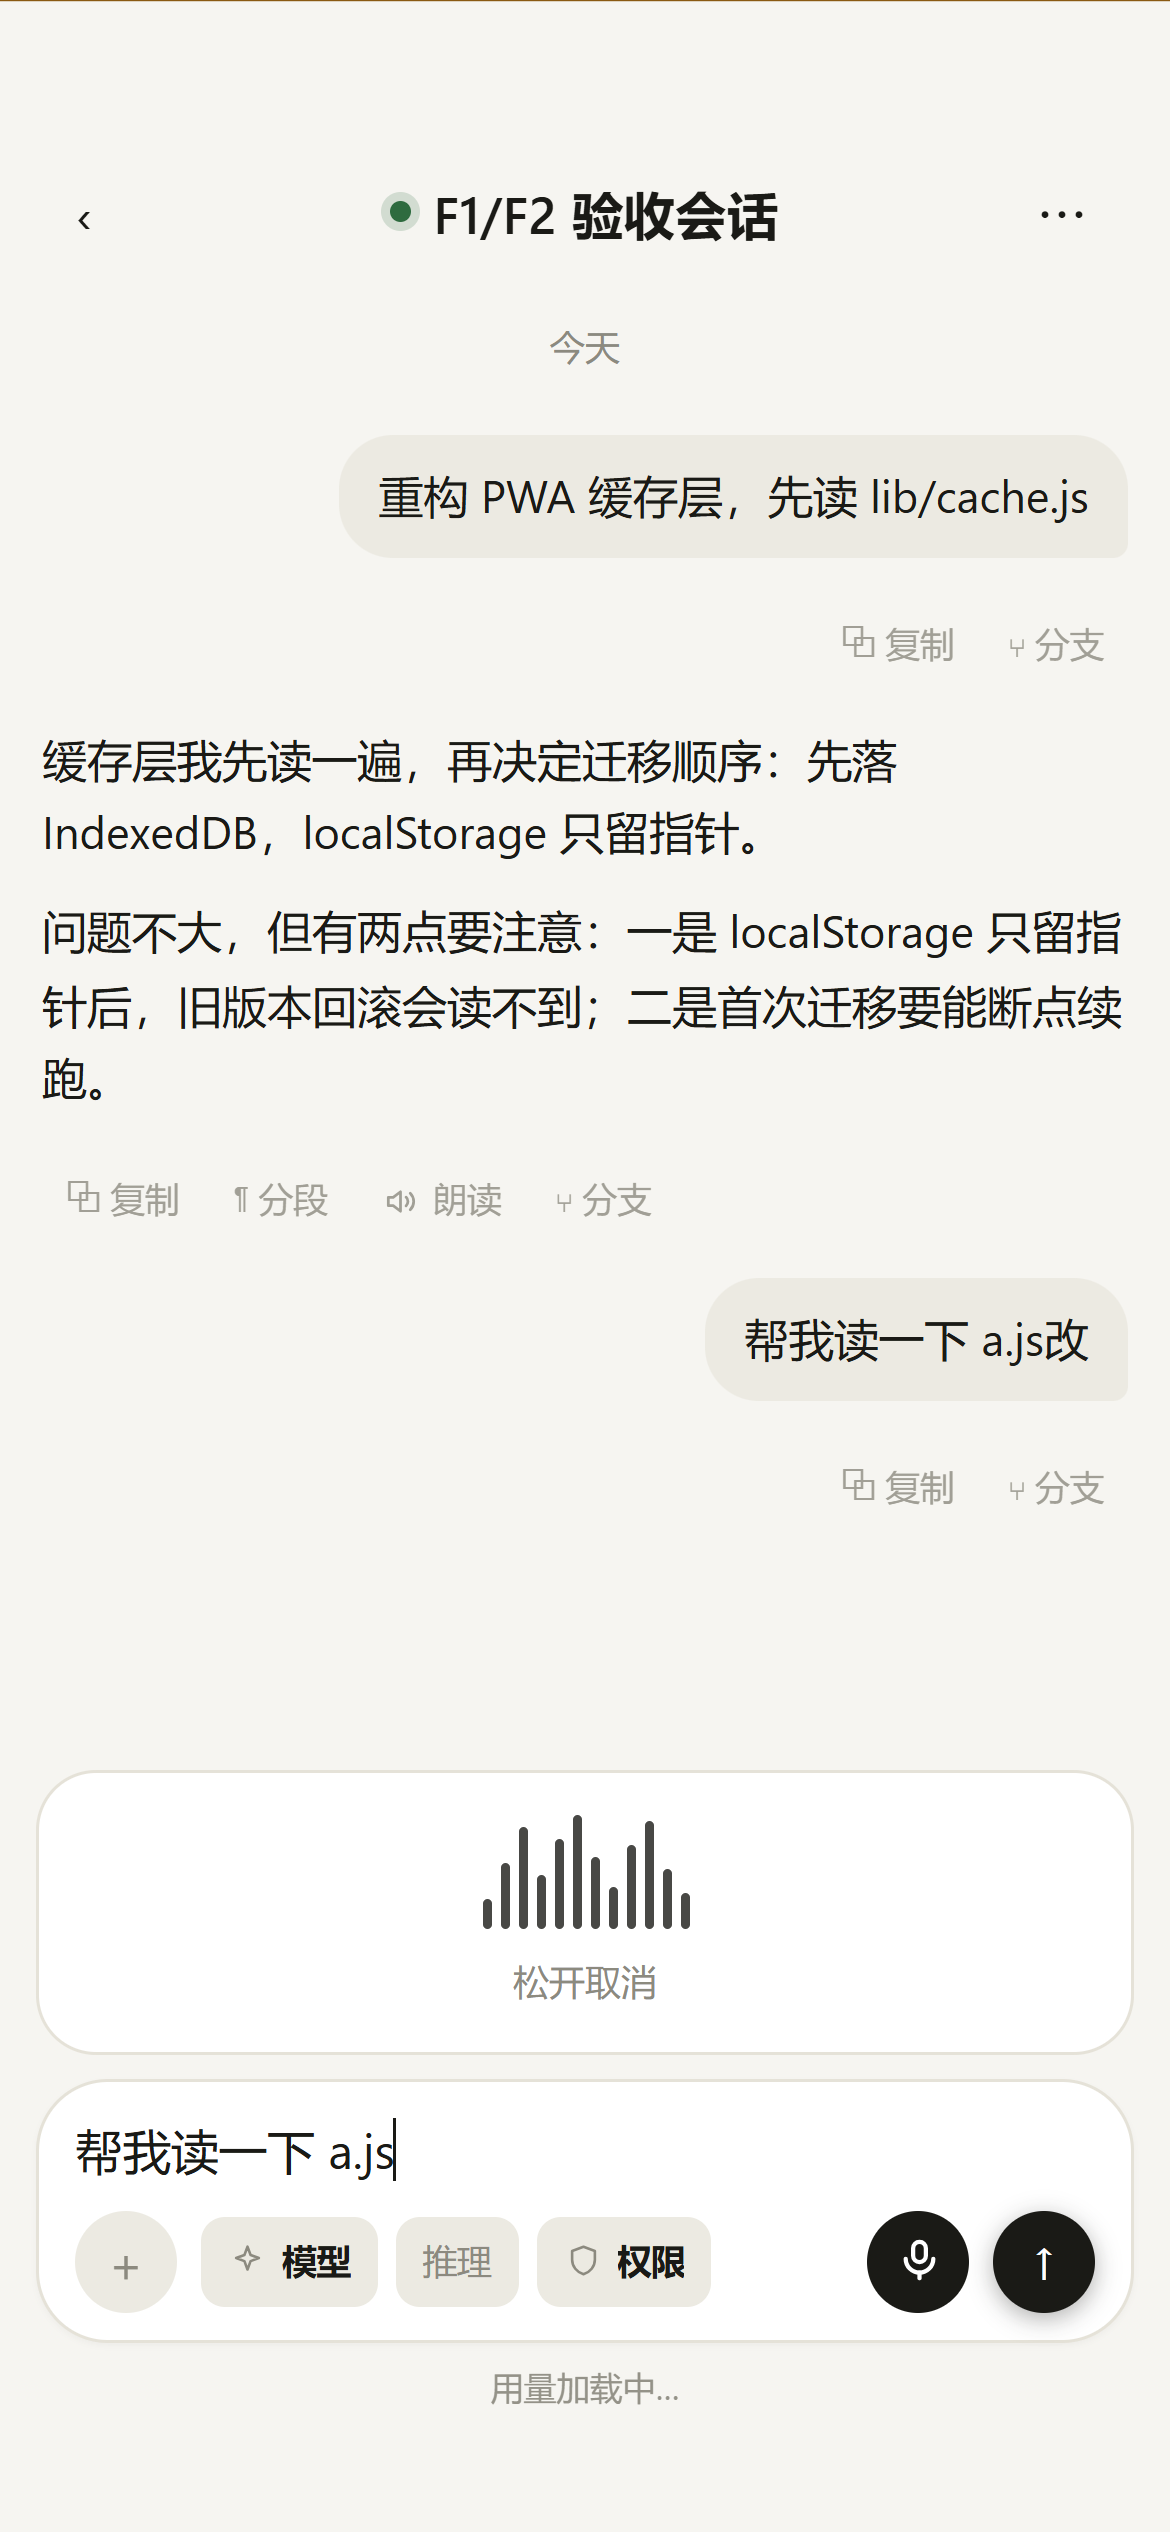 ‹ F1/F2 验收会话 ···
今天
重构 PWA 缓存层，先读 lib/cache.js
复制 分支
缓存层我先读一遍，再决定迁移顺序：先落
IndexedDB，localStorage 只留指针。
问题不大，但有两点要注意：一是 localStorage 只留指
针后，旧版本回滚会读不到；二是首次迁移要能断点续
跑。
复制 ¶ 分段 朗读 分支
帮我读一下 a.js改
复制 分支
松开取消
帮我读一下 a.js
+ 模型 推理 权限 ↑
用量加载中...